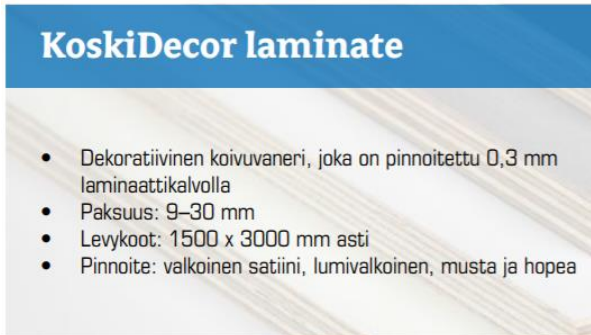 KoskiDecor laminate
• Dekoratiivinen koivuvaneri, joka on pinnoitettu 0,3 mm
laminaattikalvolla
• Paksuus: 9–30 mm
• Levykoot: 1500 x 3000 mm asti
• Pinnoite: valkoinen satiini, lumivalkoinen, musta ja hopea